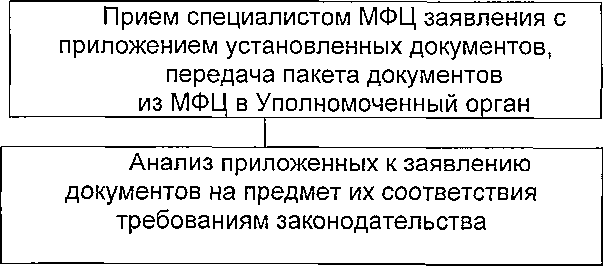 Прием специалистом МФЦ заявления с
приложением установленных документов,
передача пакета документов
из МФЦ в Уполномоченный орган
Анализ приложенных к заявлению
документов на предмет их соответствия
требованиям законодательства